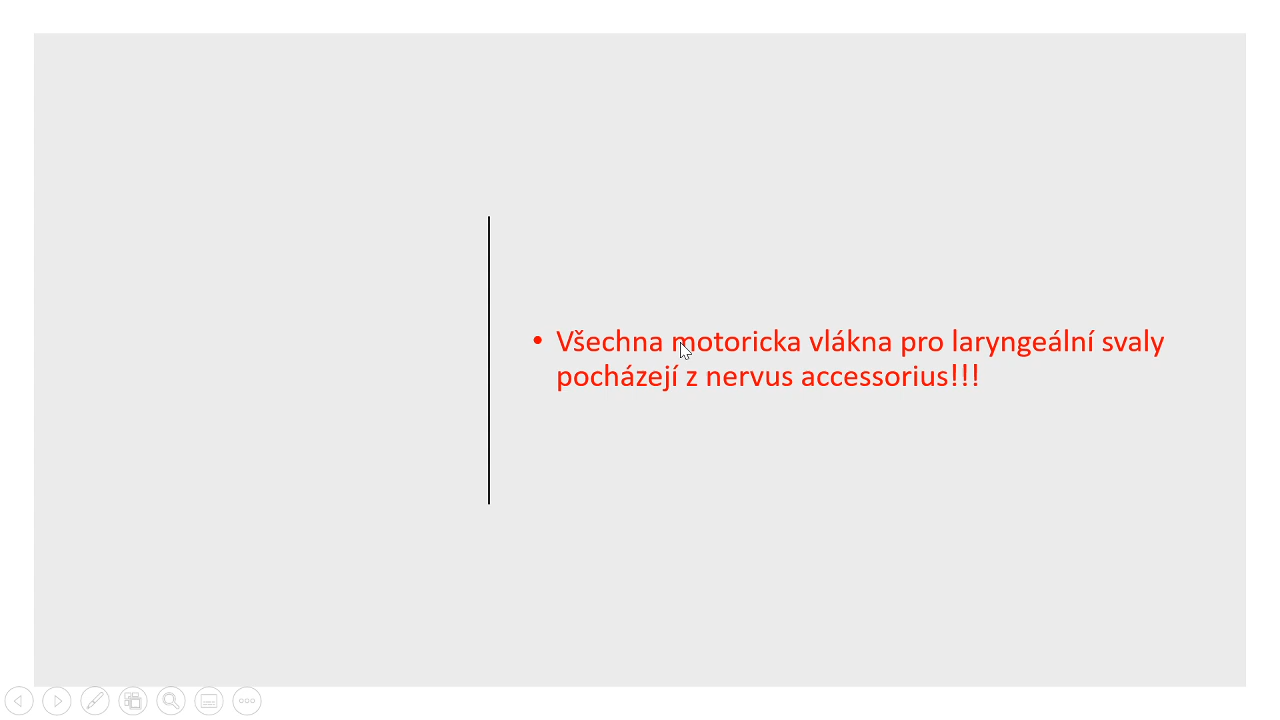 • Všechna motoricka vlákna pro laryngeální svaly
pocházejí z nervus accessorius!!!